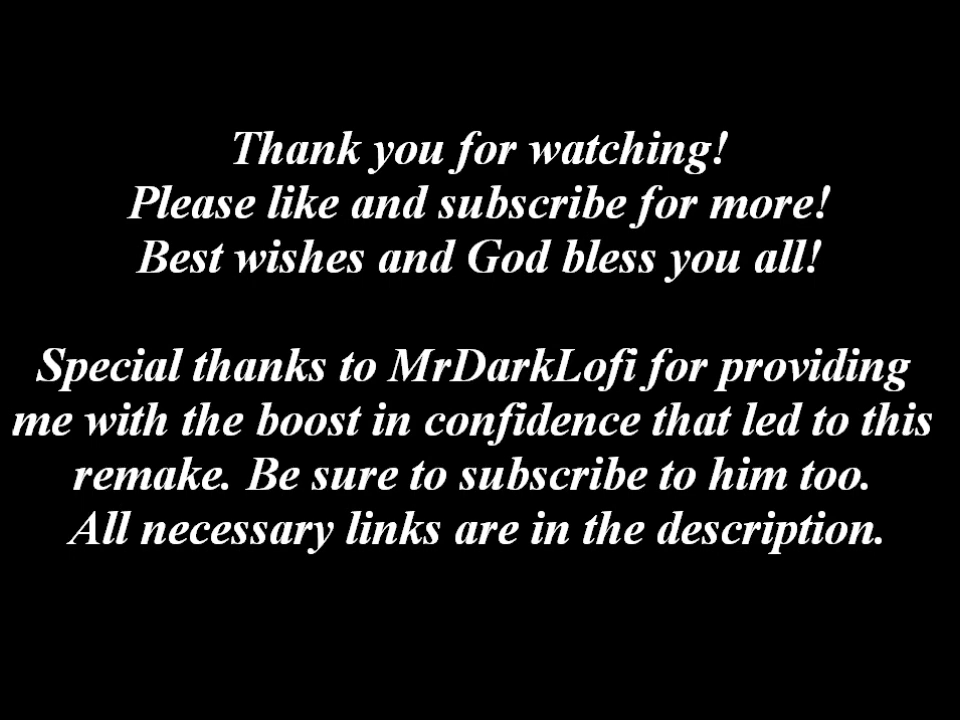 Thank you for watching!
Please like and subscribe for more!
Best wishes and God bless you all!
Special thanks to MrDarkLofi for providing
me with the boost in confidence that led to this
remake. Be sure to subscribe to him too.
All necessary links are in the description.